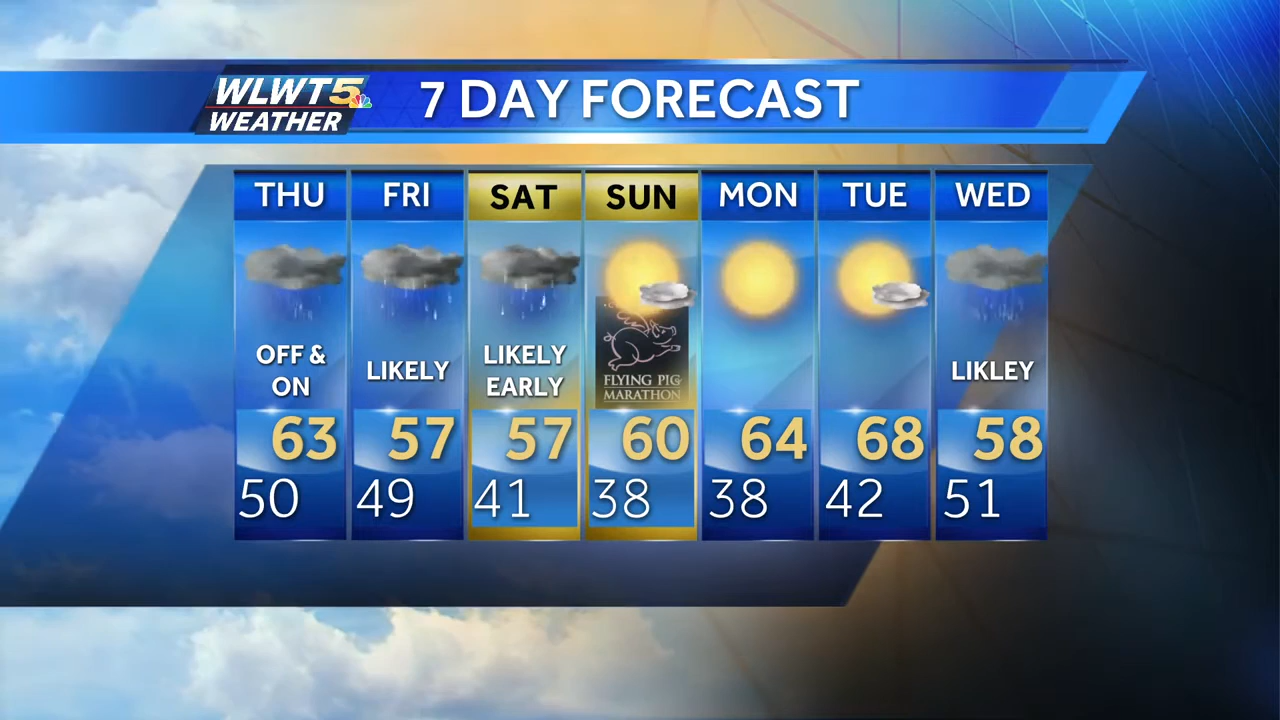 WLWT5
WEATHER
7 DAY FORECAST
THU
FRI
SAT
SUN
MON
TUE
WED
OFF &
ON
LIKELY
LIKELY
EARLY
FLYING PIG
MARATHON
LIKLEY
63
57
57
60
64
68
58
50
49
41
38
38
42
51